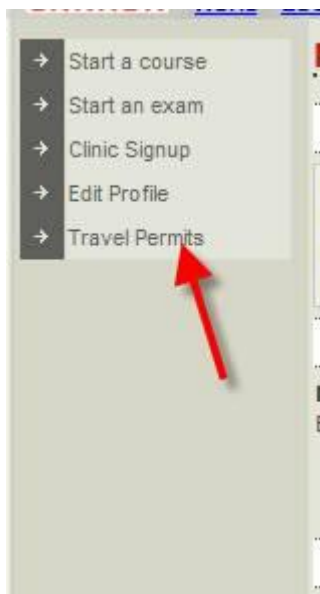 Start a course
Start an exam
Clinic Signup
Edit Profile
Travel Permits